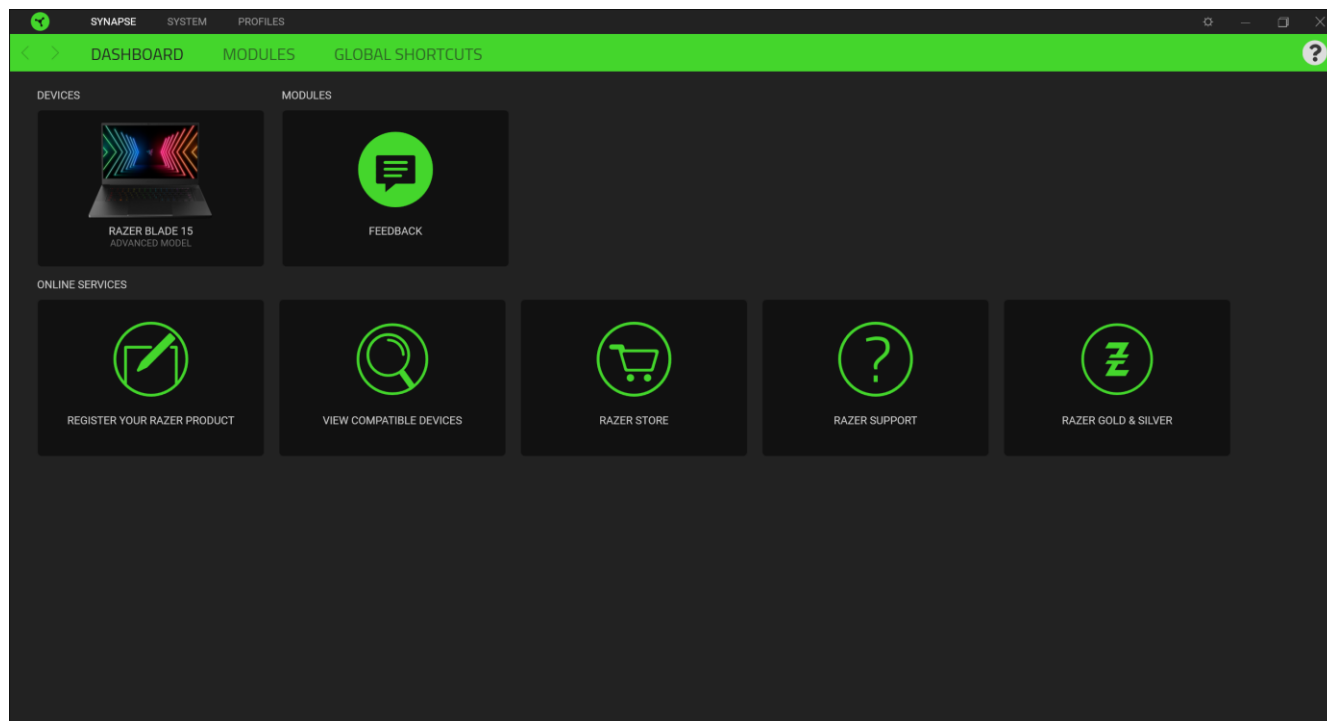 SYNAPSE SYSTEM PROFILES
DASHBOARD MODULES GLOBAL SHORTCUTS
?
DEVICES MODULES
RAZER BLADE 15
ADVANCED MODEL
FEEDBACK
ONLINE SERVICES
REGISTER YOUR RAZER PRODUCT
VIEW COMPATIBLE DEVICES
RAZER STORE
?
RAZER SUPPORT
RAZER GOLD & SILVER